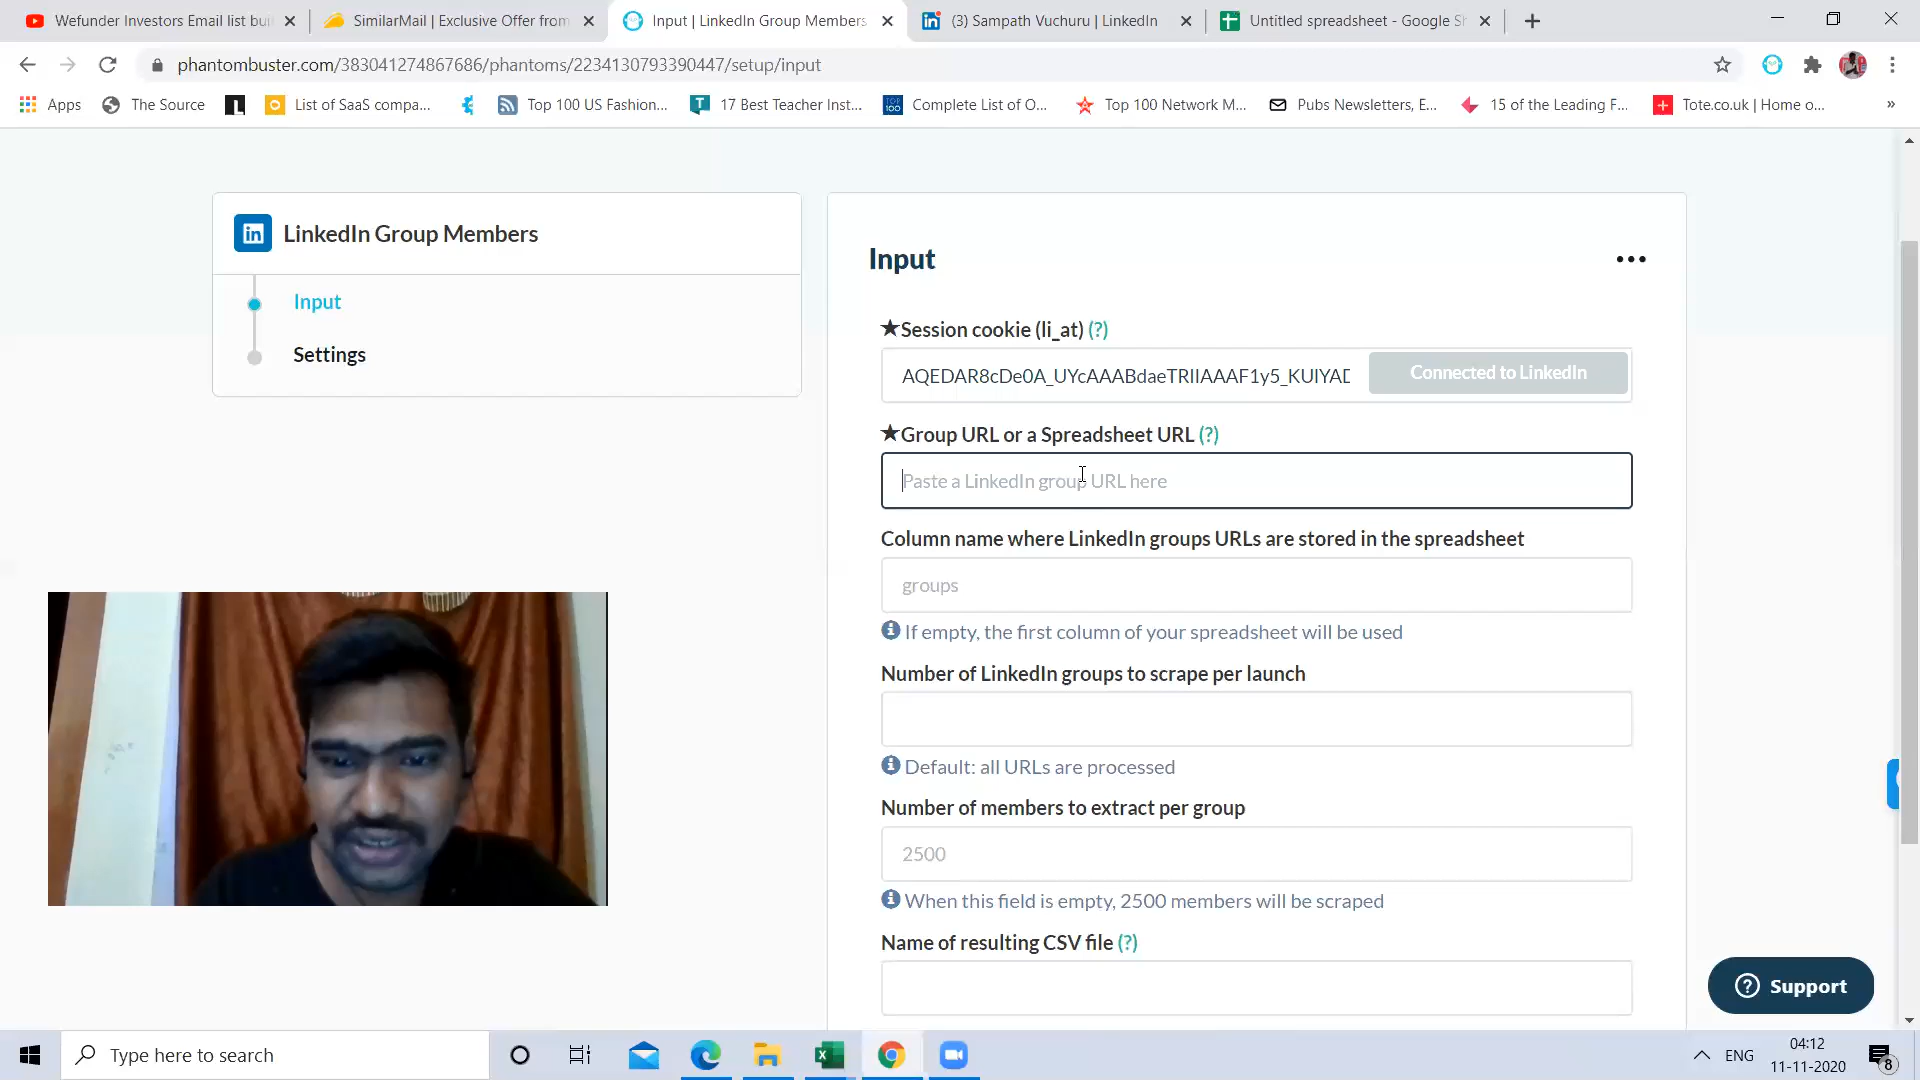 Wefunder Investors Email list bui
SimilarMail | Exclusive Offer from
Input | LinkedIn Group Members
(3) Sampath Vuchuru | LinkedIn
Untitled spreadsheet - Google Sh
phantombuster.com/383041274867686/phantoms/2234130793390447/setup/input
Apps
The Source
List of SaaS compa...
Top 100 US Fashion...
17 Best Teacher Inst...
Complete List of O...
Top 100 Network M...
Pubs Newsletters, E...
15 of the Leading F...
Tote.co.uk | Home o...
LinkedIn Group Members
Input
Settings
Input
★Session cookie (li_at) (?)
AQEDAR8cDe0A_UYcAAABdaeTRIIAAAF1y5_KUIYAD
Connected to LinkedIn
★Group URL or a Spreadsheet URL (?)
Paste a LinkedIn group URL here
Column name where LinkedIn groups URLs are stored in the spreadsheet
groups
If empty, the first column of your spreadsheet will be used
Number of LinkedIn groups to scrape per launch
Default: all URLs are processed
Number of members to extract per group
2500
When this field is empty, 2500 members will be scraped
Name of resulting CSV file (?)
Support
Type here to search
ENG
04:12
11-11-2020
8